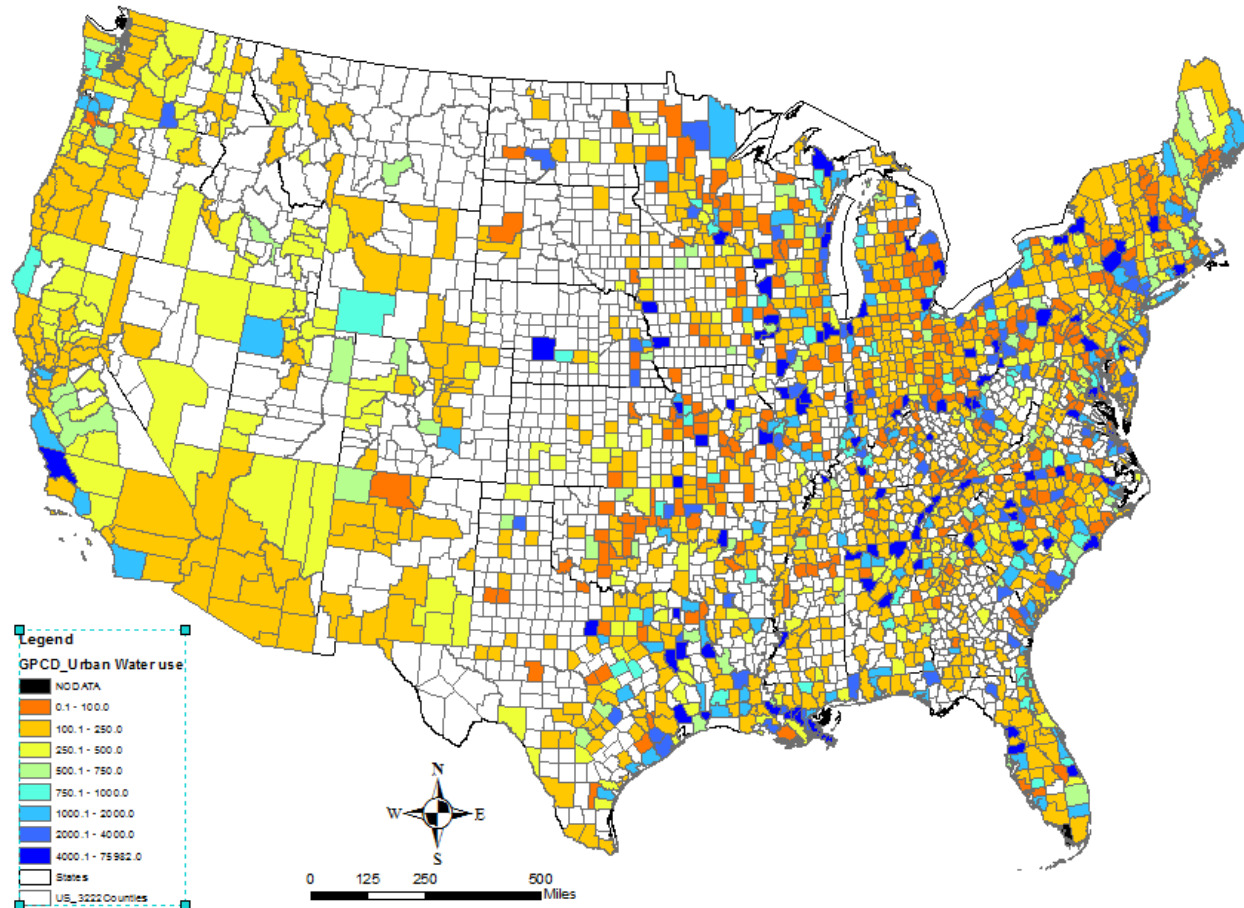 Legend
GPCD_Urban Water use
NODATA
0.1 - 100.0
100.1 - 250.0
250.1 - 500.0
500.1 - 750.0
750.1 - 1000.0
1000.1 - 2000.0
2000.1 - 4000.0
4000.1 - 75982.0
States
US_3222Counties
N
W E
S
0 125 250 500
Miles